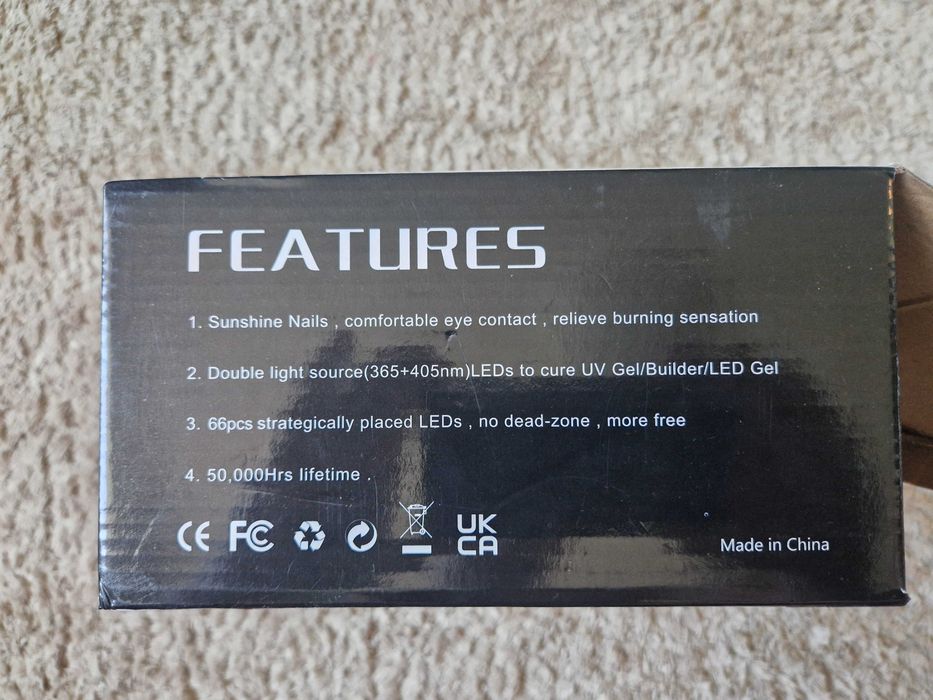 FEATURES
1. Sunshine Nails , comfortable eye contact , relieve burning sensation
2. Double light source(365+405nm)LEDs to cure UV Gel/Builder/LED Gel
3. 66pcs strategically placed LEDs , no dead-zone , more free
4. 50,000Hrs lifetime .
CE FC UK CA
Made in China